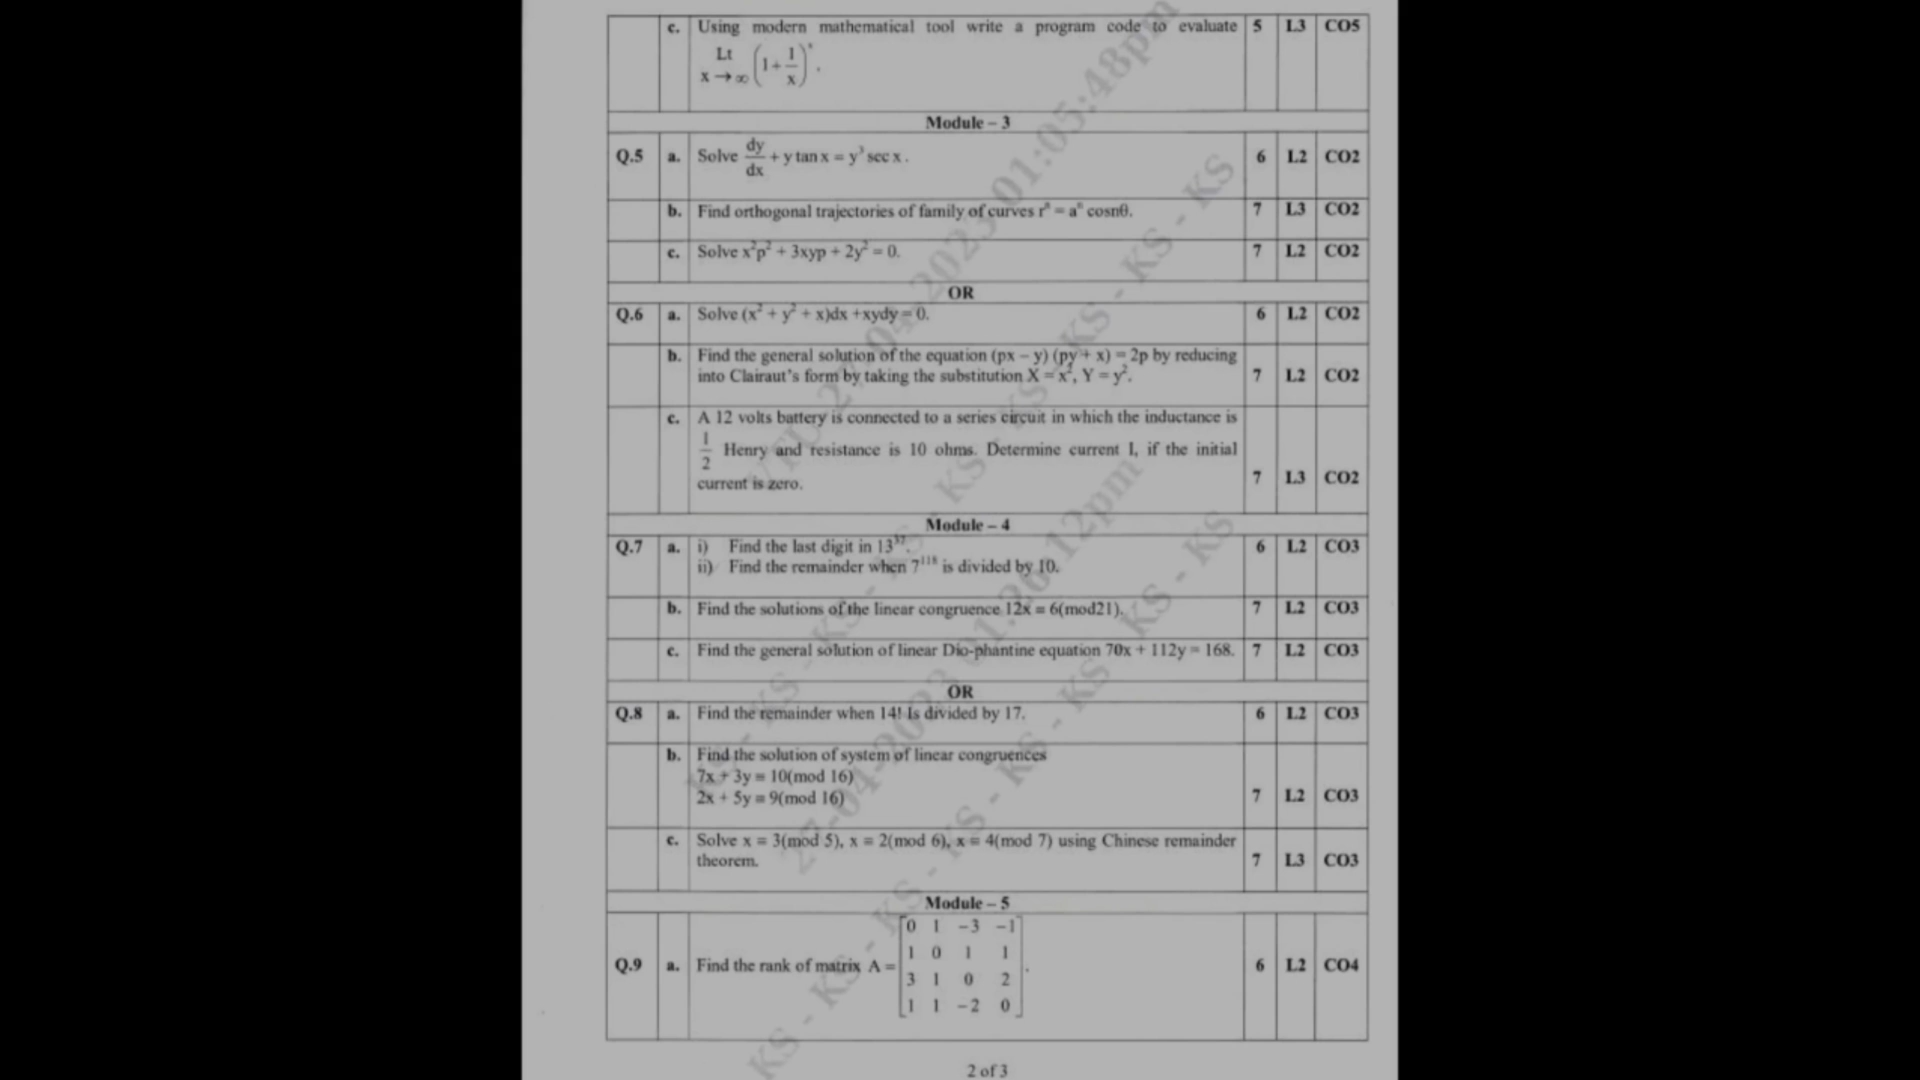 c. Using modern mathematical tool write a program code to evaluate 5 L3 CO5
Lt x→∞ (1+1/x)^x.
Module – 3
Q.5 a. Solve dy/dx + y tan x = y³ sec x. 6 L2 CO2
b. Find orthogonal trajectories of family of curves rⁿ = aⁿ cosnθ. 7 L3 CO2
c. Solve x²p² + 3xyp + 2y² = 0. 7 L2 CO2
OR
Q.6 a. Solve (x² + y² + x)dx +xydy = 0. 6 L2 CO2
b. Find the general solution of the equation (px – y) (py + x) = 2p by reducing
into Clairaut's form by taking the substitution X = x², Y = y². 7 L2 CO2
c. A 12 volts battery is connected to a series circuit in which the inductance is
1/2 Henry and resistance is 10 ohms. Determine current I, if the initial
current is zero. 7 L3 CO2
Module – 4
Q.7 a. i) Find the last digit in 13³⁷. 6 L2 CO3
ii) Find the remainder when 7¹¹⁸ is divided by 10.
b. Find the solutions of the linear congruence 12x ≡ 6(mod21). 7 L2 CO3
c. Find the general solution of linear Dio-phantine equation 70x + 112y = 168. 7 L2 CO3
OR
Q.8 a. Find the remainder when 14! Is divided by 17. 6 L2 CO3
b. Find the solution of system of linear congruences
7x + 3y ≡ 10(mod 16)
2x + 5y ≡ 9(mod 16) 7 L2 CO3
c. Solve x ≡ 3(mod 5), x ≡ 2(mod 6), x ≡ 4(mod 7) using Chinese remainder
theorem. 7 L3 CO3
Module – 5
Q.9 a. Find the rank of matrix A = 6 L2 CO4
0 1 –3 –1
1 0 1 1
3 1 0 2
1 1 –2 0
2 of 3